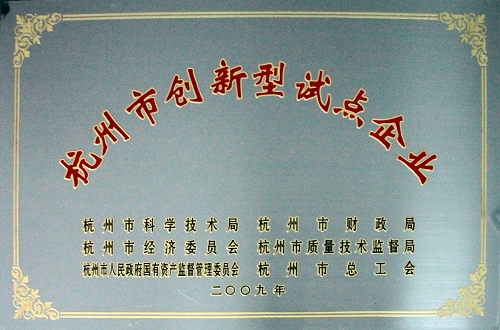 杭州市创新型试点企业
杭州市科学技术局 杭州市财政局
杭州市经济委员会 杭州市质量技术监督局
杭州市人民政府国有资产监督管理委员会 杭州市总工会
二〇〇九年